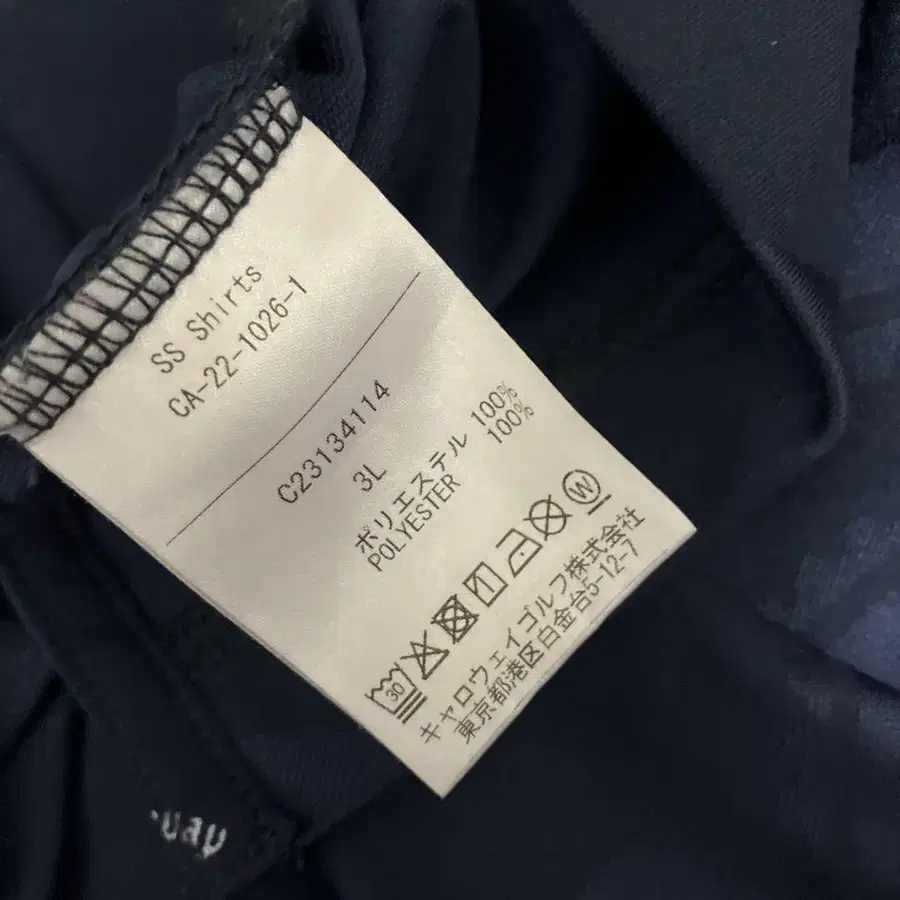 SS Shirts
CA-22-1026-1
C23134114
3L
ポリエステル 100%
POLYESTER 100%
30
W
キャロウェイゴルフ株式会社
東京都港区白金台5-12-7